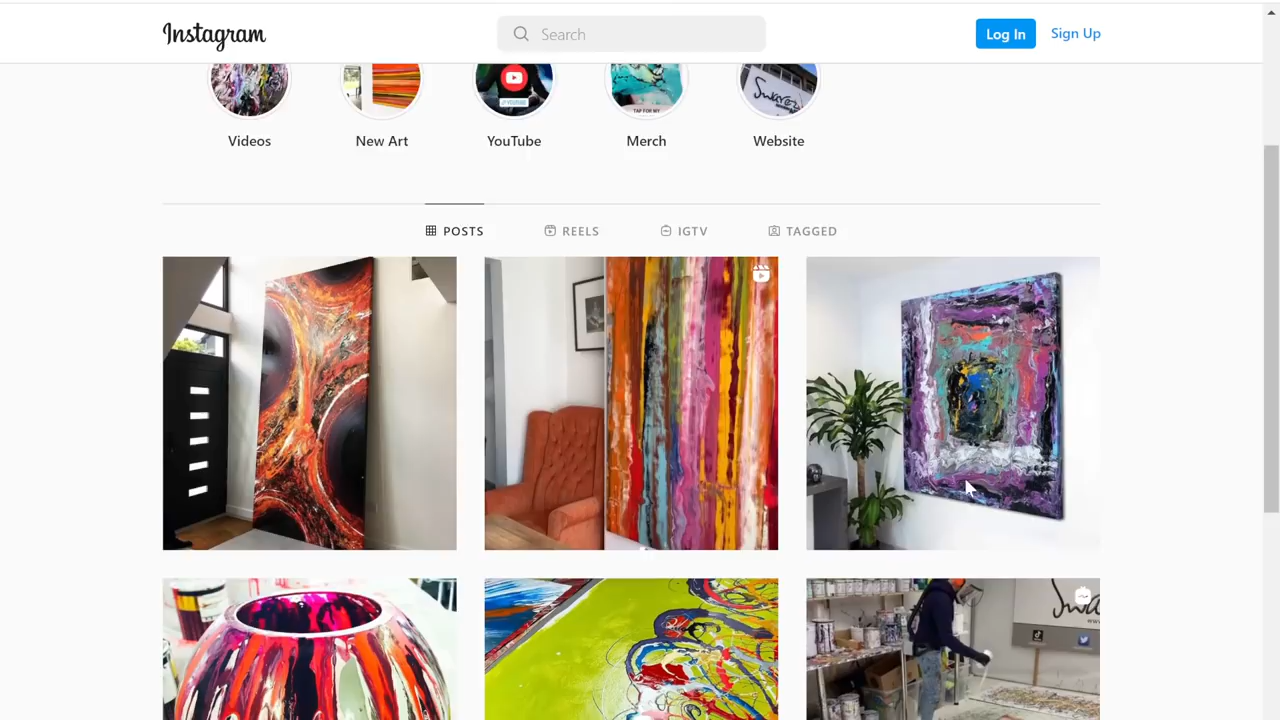 Instagram
Search
Log In
Sign Up
Videos
New Art
YouTube
Merch
Website
POSTS
REELS
IGTV
TAGGED